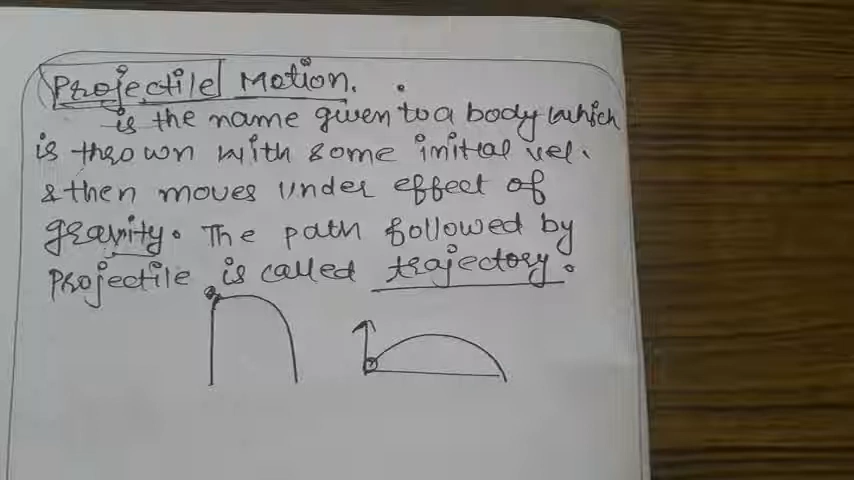 Projectile Motion.
is the name given to a body which
is thrown with some initial vel.
& then moves under effect of
gravity. The path followed by
Projectile is called trajectory.